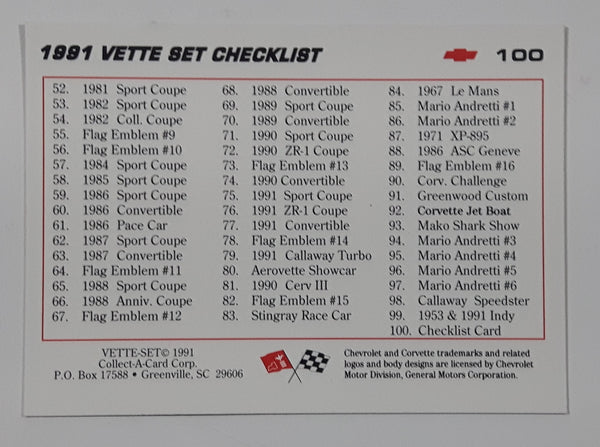 1991 VETTE SET CHECKLIST
100
52. 1981 Sport Coupe
53. 1982 Sport Coupe
54. 1982 Coll. Coupe
55. Flag Emblem #9
56. Flag Emblem #10
57. 1984 Sport Coupe
58. 1985 Sport Coupe
59. 1986 Sport Coupe
60. 1986 Convertible
61. 1986 Pace Car
62. 1987 Sport Coupe
63. 1987 Convertible
64. Flag Emblem #11
65. 1988 Sport Coupe
66. 1988 Anniv. Coupe
67. Flag Emblem #12
68. 1988 Convertible
69. 1989 Sport Coupe
70. 1989 Convertible
71. 1990 Sport Coupe
72. 1990 ZR-1 Coupe
73. Flag Emblem #13
74. 1990 Convertible
75. 1991 Sport Coupe
76. 1991 ZR-1 Coupe
77. 1991 Convertible
78. Flag Emblem #14
79. 1991 Callaway Turbo
80. Aerovette Showcar
81. 1990 Cerv III
82. Flag Emblem #15
83. Stingray Race Car
84. 1967 Le Mans
85. Mario Andretti #1
86. Mario Andretti #2
87. 1971 XP-895
88. 1986 ASC Geneve
89. Flag Emblem #16
90. Corv. Challenge
91. Greenwood Custom
92. Corvette Jet Boat
93. Mako Shark Show
94. Mario Andretti #3
95. Mario Andretti #4
96. Mario Andretti #5
97. Mario Andretti #6
98. Callaway Speedster
99. 1953 & 1991 Indy
100. Checklist Card
VETTE-SET© 1991
Collect-A-Card Corp.
P.O. Box 17588 • Greenville, SC 29606
Chevrolet and Corvette trademarks and related
logos and body designs are licensed by Chevrolet
Motor Division, General Motors Corporation.